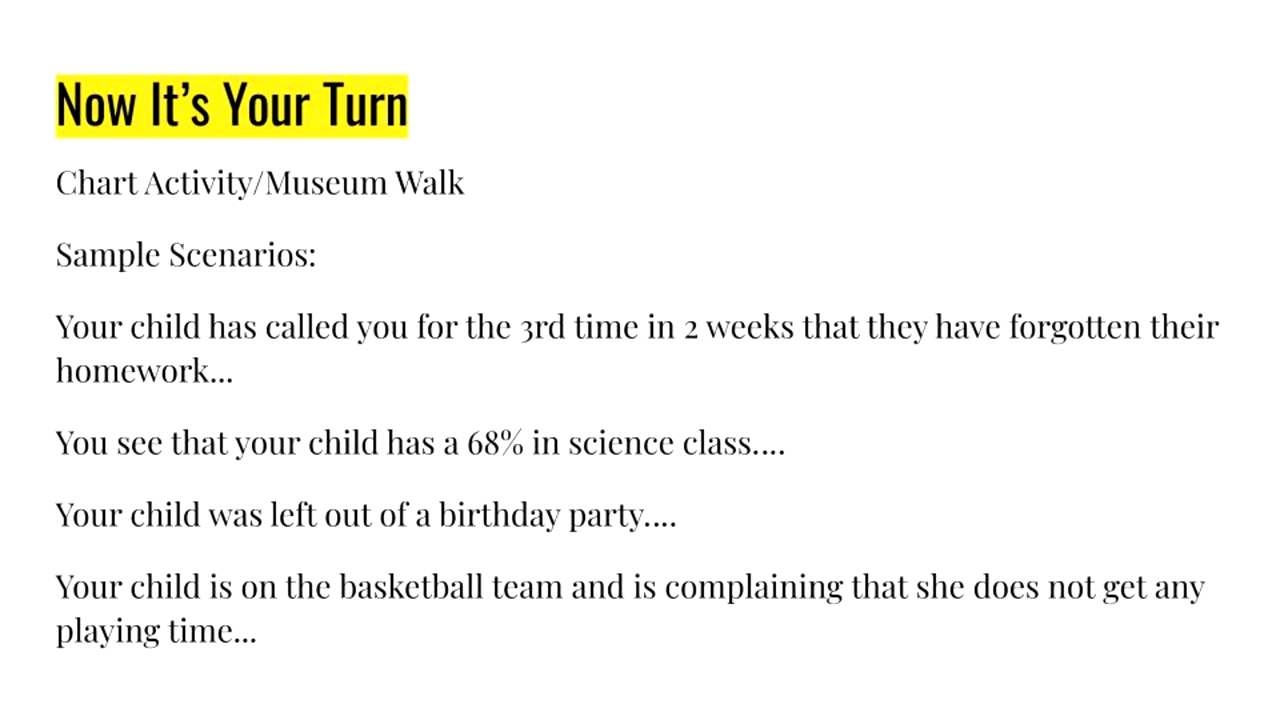 Now It’s Your Turn
Chart Activity/Museum Walk
Sample Scenarios:
Your child has called you for the 3rd time in 2 weeks that they have forgotten their
homework...
You see that your child has a 68% in science class....
Your child was left out of a birthday party....
Your child is on the basketball team and is complaining that she does not get any
playing time...